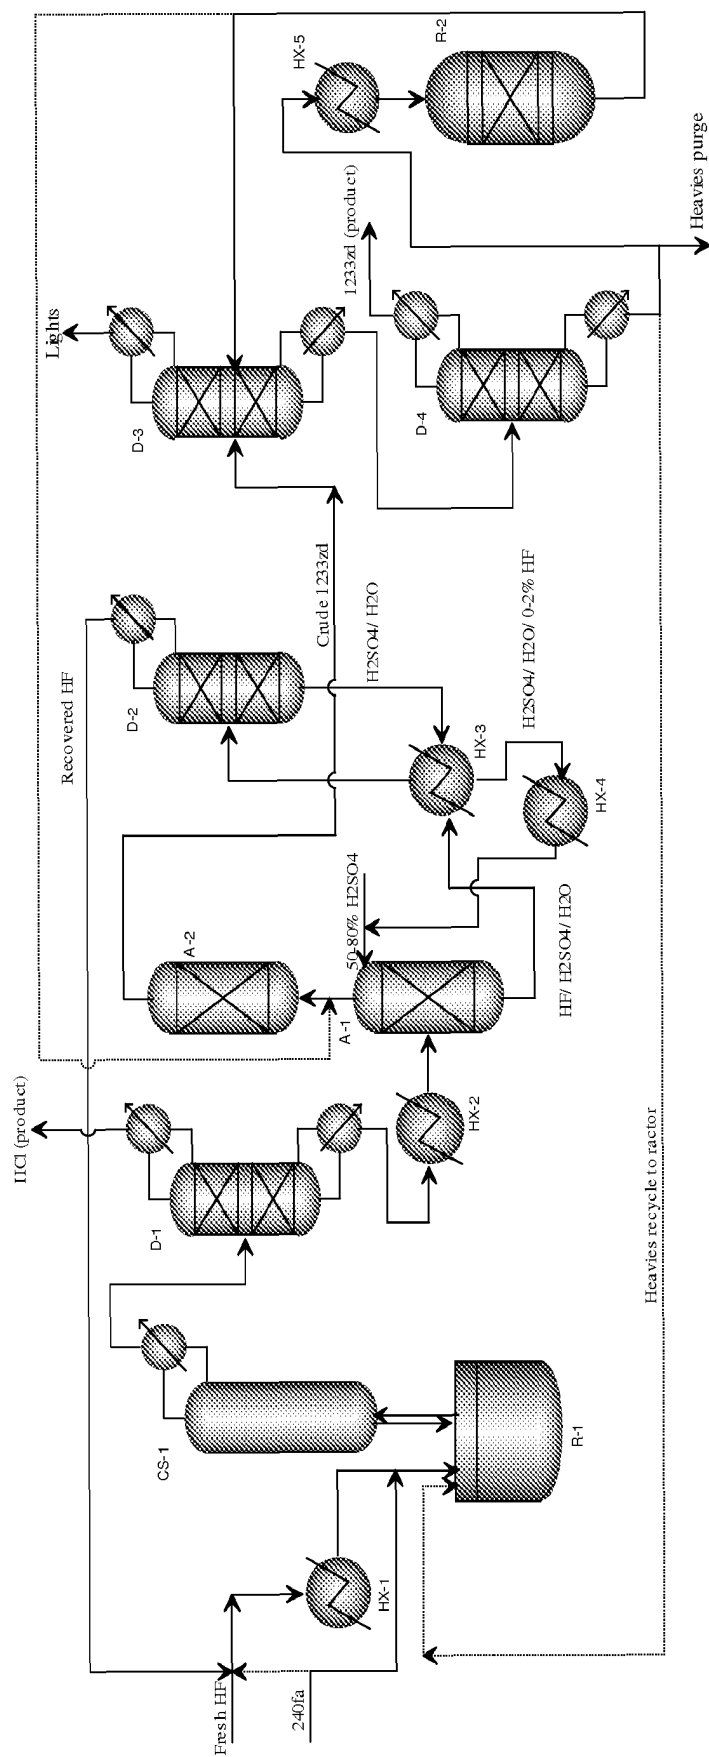 Fresh HF
240fa
HX-1
R-1
CS-1
D-1
HCl (product)
HX-2
A-1
A-2
50-80% H2SO4
HF/ H2SO4/H2O
Recovered HF
D-2
HX-3
HX-4
H2SO4/ H2O
H2SO4/ H2O/ 0-2% HF
Crude 1233zd
D-3
Lights
D-4
1233zd (product)
HX-5
R-2
Heavies purge
Heavies recycle to ractor